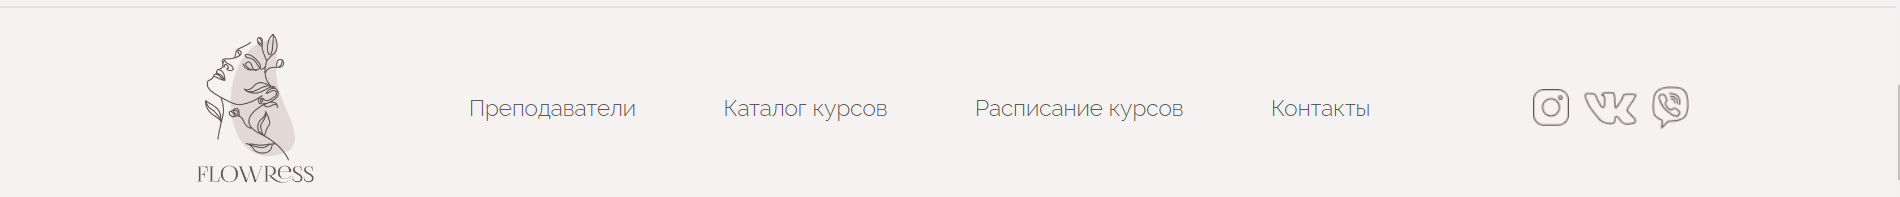 FLOWRESS
Преподаватели
Каталог курсов
Расписание курсов
Контакты